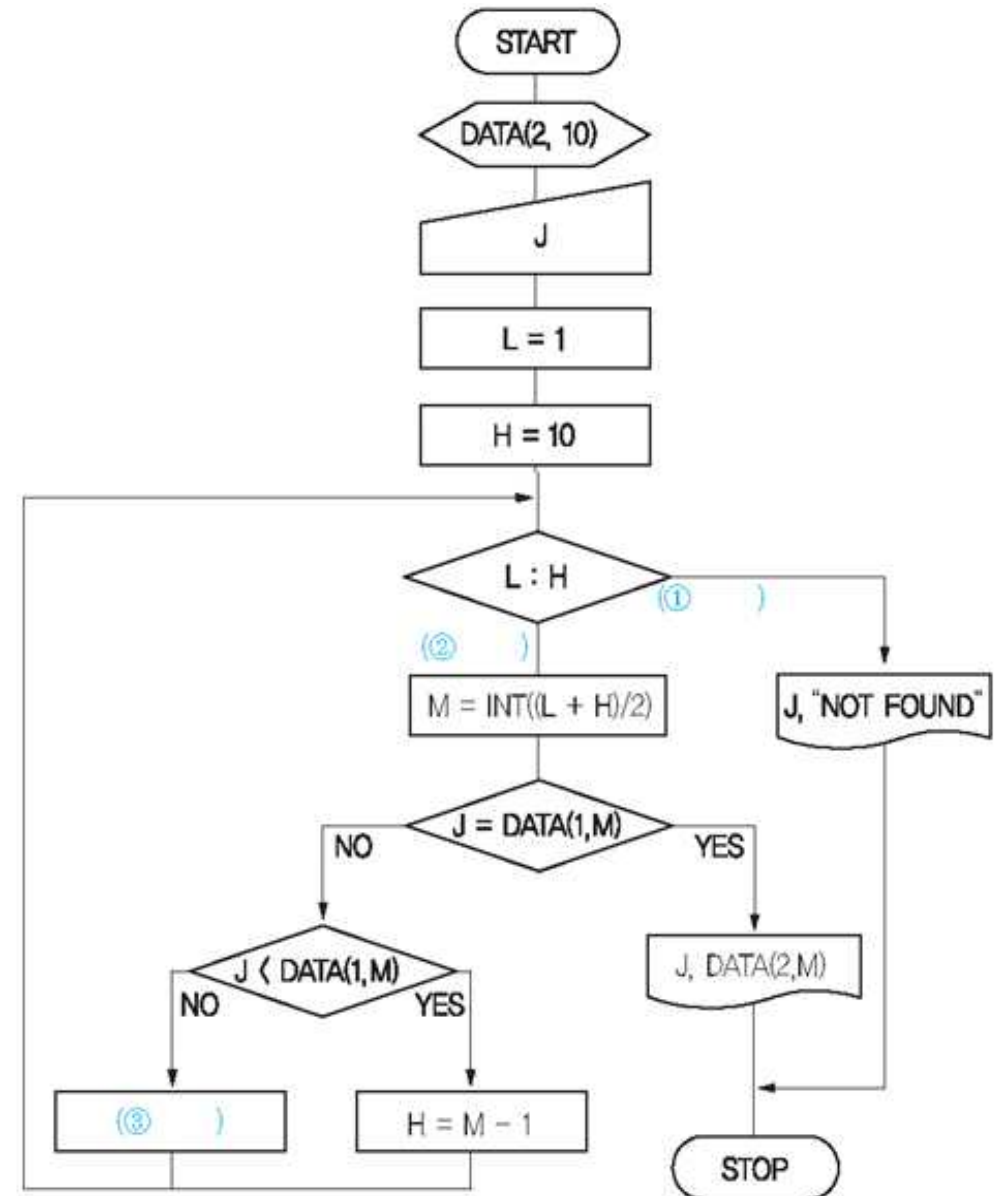 START
DATA(2, 10)
J
L = 1
H = 10
L : H
(① )
(② )
M = INT((L + H)/2)
J, "NOT FOUND"
J = DATA(1,M)
NO
YES
J < DATA(1,M)
J, DATA(2,M)
NO
YES
(③ )
H = M - 1
STOP